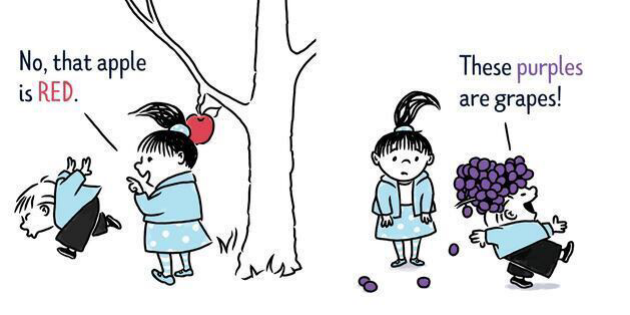 No, that apple
is RED.
These purples
are grapes!